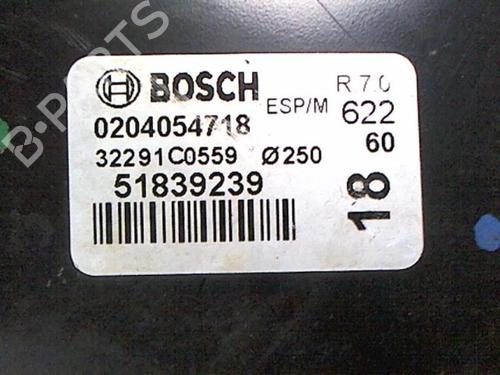 BOSCH R 7.0
0204054718 ESP/M 622
32291C0559 Ø250 60
51839239
18
B-PARTS